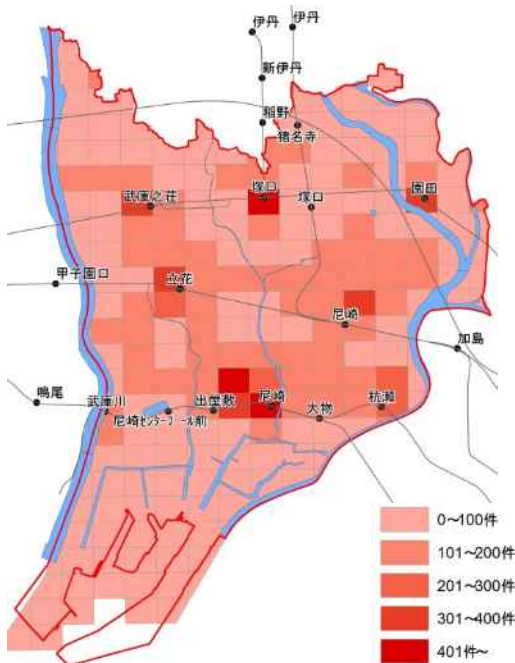 伊丹
伊丹
新伊丹
稲野
猪名寺
塚口
塚口
武庫之荘
園田
甲子園口
立花
尼崎
加島
鳴尾
武庫川
尼崎センタープール前
出屋敷
尼崎
大物
杭瀬
0~100件
101~200件
201~300件
301~400件
401件~